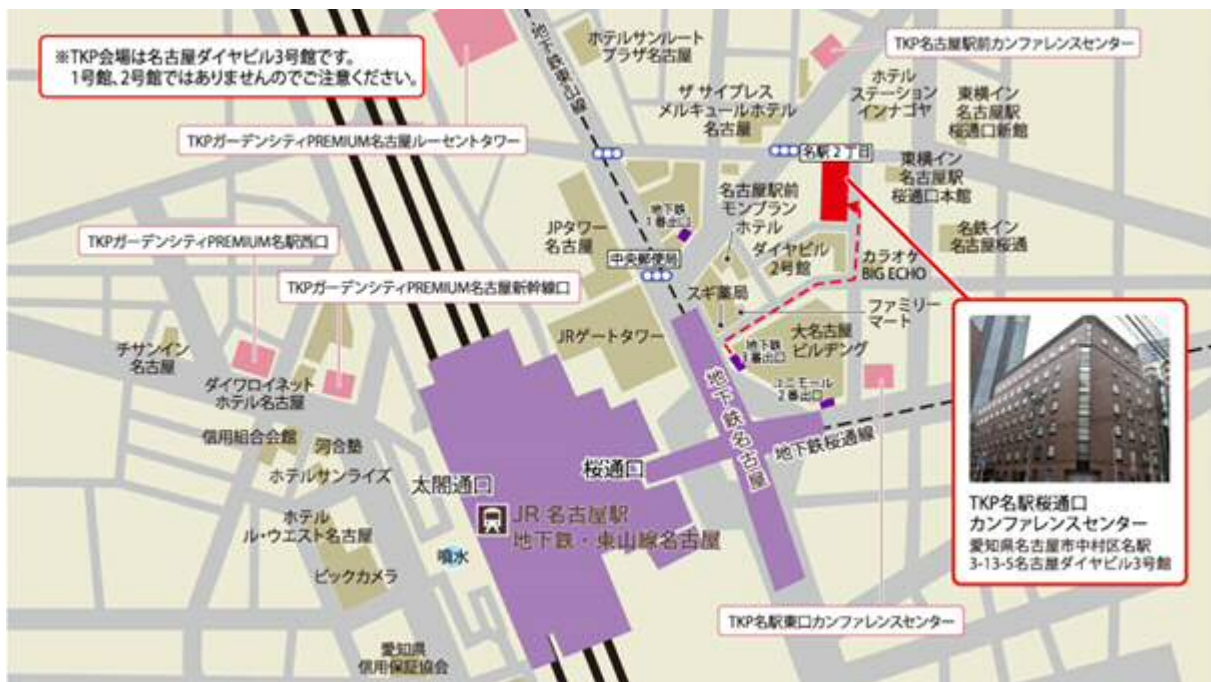 ※TKP会場は名古屋ダイヤビル3号館です。
1号館、2号館ではありませんのでご注意ください。
地下鉄東山線
ホテルサンルート
プラザ名古屋
TKP名古屋駅前カンファレンスセンター
ザ サイプレス
メルキュールホテル
名古屋
ホテル
ステーション
インナゴヤ
東横イン
名古屋駅
桜通口新館
TKPガーデンシティPREMIUM名古屋ルーセントタワー
名駅2丁目
東横イン
名古屋駅
桜通口本館
名古屋駅前
モンブラン
ホテル
地下鉄
1番出口
JPタワー
名古屋
中央郵便局
ダイヤビル
2号館
名鉄イン
名古屋桜通
カラオケ
BIG ECHO
TKPガーデンシティPREMIUM名駅西口
TKPガーデンシティPREMIUM名古屋新幹線口
スギ薬局
ファミリー
マート
JRゲートタワー
大名古屋
ビルヂング
地下鉄
3番出口
ユニモール
2番出口
チサンイン
名古屋
ダイワロイネット
ホテル名古屋
地下鉄名古屋
地下鉄桜通線
信用組合会館
河合塾
ホテルサンライズ
太閤通口
桜通口
JR 名古屋駅
地下鉄・東山線名古屋
ホテル
ル・ウエスト名古屋
噴水
ビックカメラ
愛知県
信用保証協会
TKP名駅東口カンファレンスセンター
TKP名駅桜通口
カンファレンスセンター
愛知県名古屋市中村区名駅
3-13-5名古屋ダイヤビル3号館